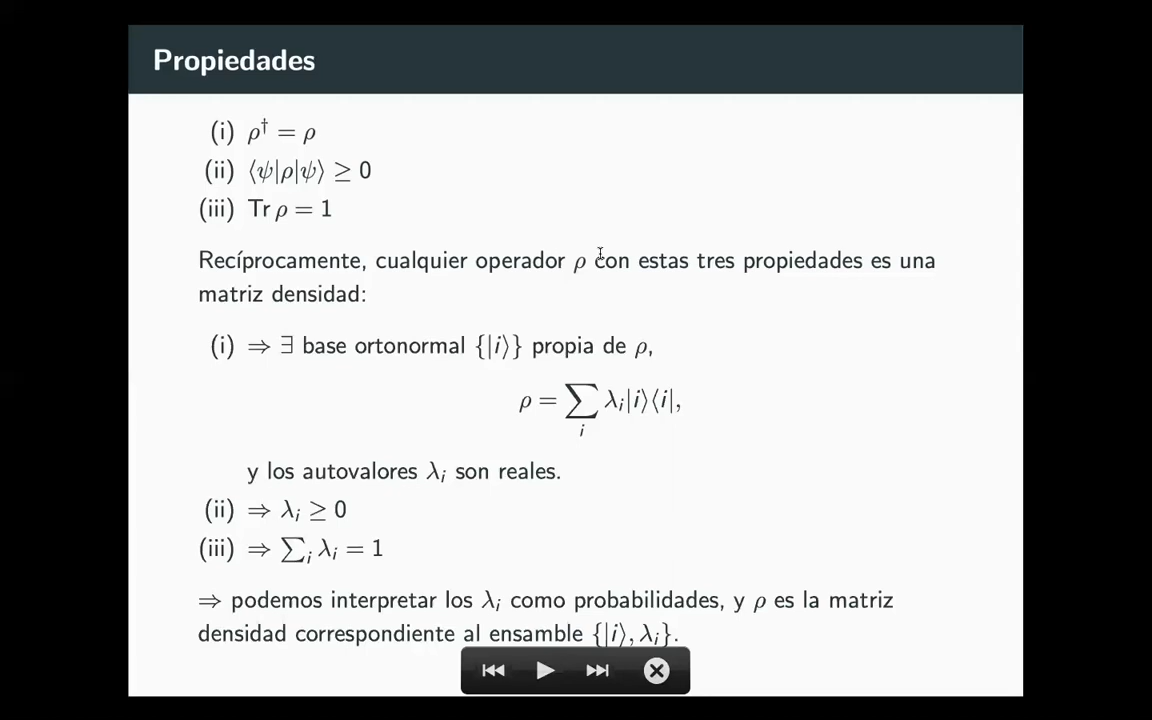 Propiedades
(i) ρ† = ρ
(ii) ⟨ψ|ρ|ψ⟩ ≥ 0
(iii) Tr ρ = 1
Recíprocamente, cualquier operador ρ con estas tres propiedades es una
matriz densidad:
(i) ⇒ ∃ base ortonormal {|i⟩} propia de ρ,
ρ = ∑_i λ_i|i⟩⟨i|,
y los autovalores λ_i son reales.
(ii) ⇒ λ_i ≥ 0
(iii) ⇒ ∑_i λ_i = 1
⇒ podemos interpretar los λ_i como probabilidades, y ρ es la matriz
densidad correspondiente al ensamble {|i⟩, λ_i}.